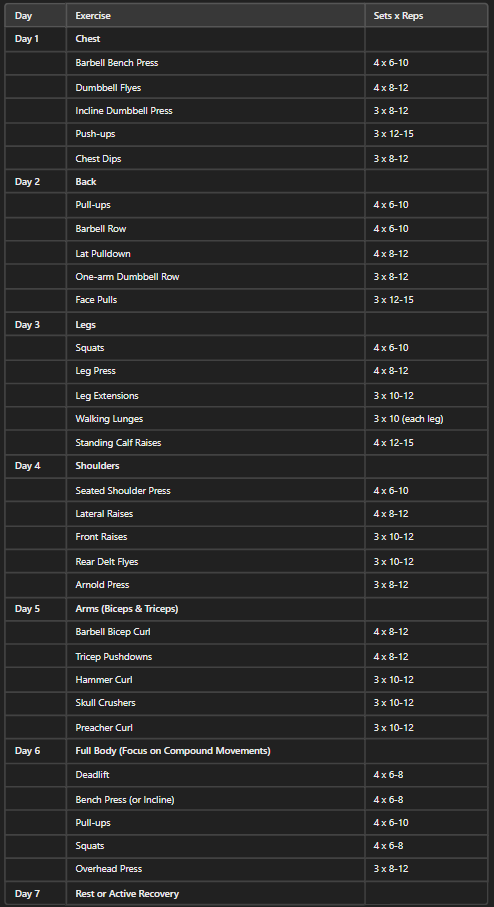 Day Exercise Sets x Reps
Day 1 Chest
Barbell Bench Press 4 x 6-10
Dumbbell Flyes 4 x 8-12
Incline Dumbbell Press 3 x 8-12
Push-ups 3 x 12-15
Chest Dips 3 x 8-12
Day 2 Back
Pull-ups 4 x 6-10
Barbell Row 4 x 6-10
Lat Pulldown 4 x 8-12
One-arm Dumbbell Row 3 x 8-12
Face Pulls 3 x 12-15
Day 3 Legs
Squats 4 x 6-10
Leg Press 4 x 8-12
Leg Extensions 3 x 10-12
Walking Lunges 3 x 10 (each leg)
Standing Calf Raises 4 x 12-15
Day 4 Shoulders
Seated Shoulder Press 4 x 6-10
Lateral Raises 4 x 8-12
Front Raises 3 x 10-12
Rear Delt Flyes 3 x 10-12
Arnold Press 3 x 8-12
Day 5 Arms (Biceps & Triceps)
Barbell Bicep Curl 4 x 8-12
Tricep Pushdowns 4 x 8-12
Hammer Curl 3 x 10-12
Skull Crushers 3 x 10-12
Preacher Curl 3 x 10-12
Day 6 Full Body (Focus on Compound Movements)
Deadlift 4 x 6-8
Bench Press (or Incline) 4 x 6-8
Pull-ups 4 x 6-10
Squats 4 x 6-8
Overhead Press 3 x 8-12
Day 7 Rest or Active Recovery